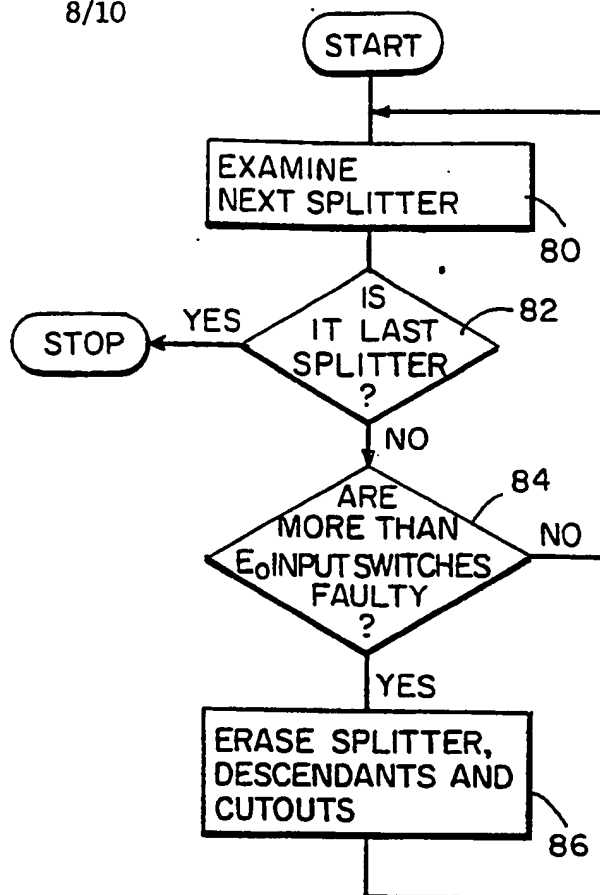 8/10
START
EXAMINE
NEXT SPLITTER
80
IS
IT LAST
SPLITTER
?
82
YES
STOP
NO
84
ARE
MORE THAN
E₀ INPUT SWITCHES
FAULTY
?
NO
YES
ERASE SPLITTER,
DESCENDANTS AND
CUTOUTS
86